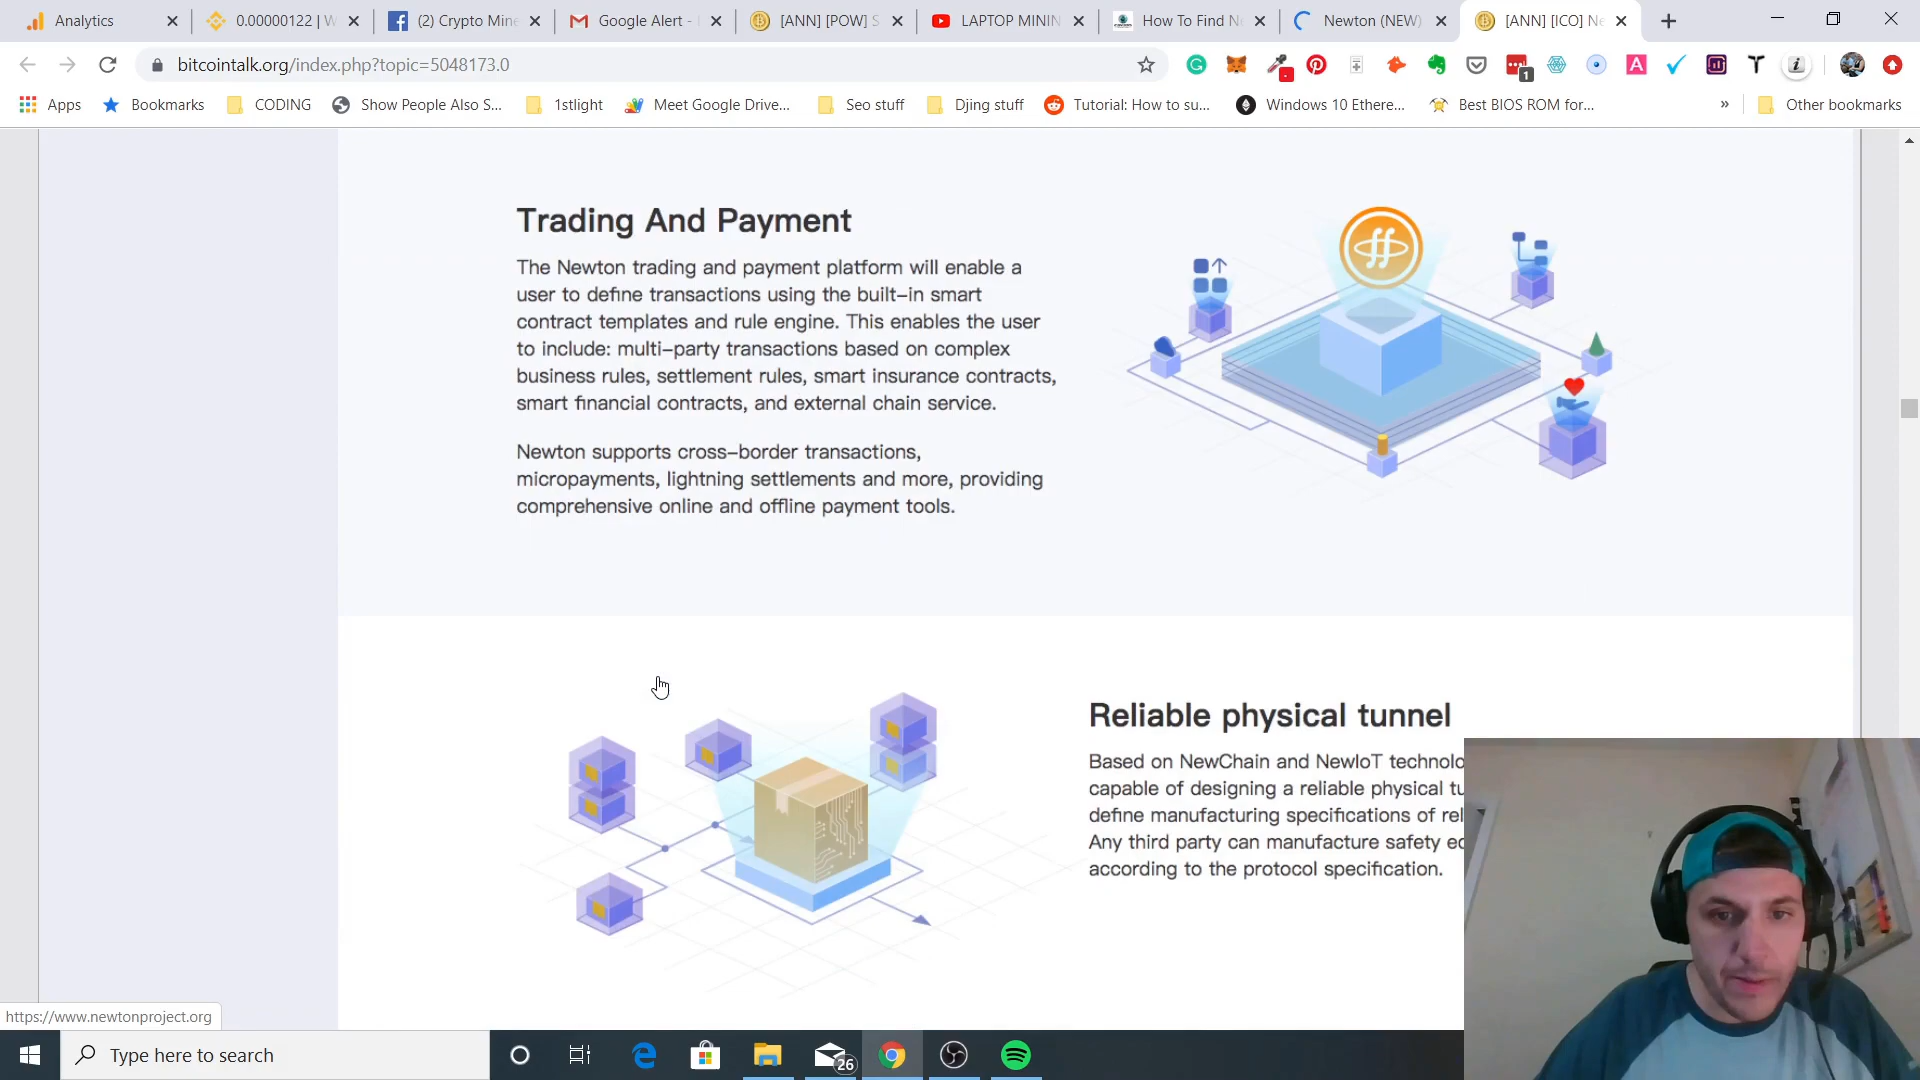 Analytics
0.00000122 | W
(2) Crypto Mine
Google Alert -
[ANN] [POW] S
LAPTOP MININ
How To Find N
Newton (NEW)
[ANN] [ICO] Ne
bitcointalk.org/index.php?topic=5048173.0
Apps
Bookmarks
CODING
Show People Also S...
1stlight
Meet Google Drive...
Seo stuff
Djing stuff
Tutorial: How to su...
Windows 10 Ethere...
Best BIOS ROM for...
»
Other bookmarks
Trading And Payment
The Newton trading and payment platform will enable a
user to define transactions using the built-in smart
contract templates and rule engine. This enables the user
to include: multi-party transactions based on complex
business rules, settlement rules, smart insurance contracts,
smart financial contracts, and external chain service.
Newton supports cross-border transactions,
micropayments, lightning settlements and more, providing
comprehensive online and offline payment tools.
Reliable physical tunnel
Based on NewChain and NewIoT technolo
capable of designing a reliable physical tu
define manufacturing specifications of rel
Any third party can manufacture safety ec
according to the protocol specification.
https://www.newtonproject.org
Type here to search
26